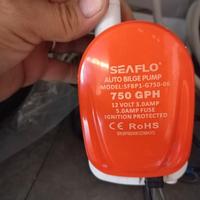 SEAFLO
AUTO BILGE PUMP
MODEL:SFBP1-G750-06
750 GPH
12 VOLT 3.0AMP
5.0AMP FUSE
IGNITION PROTECTED
CE RoHS